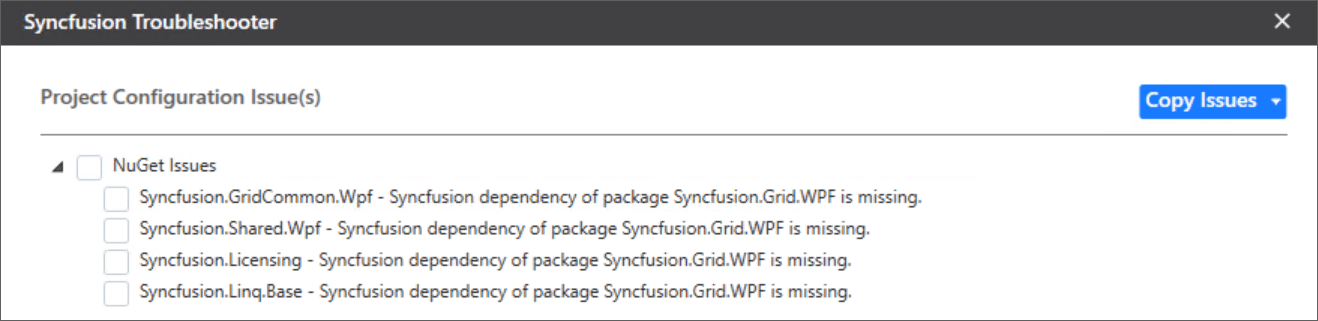 Syncfusion Troubleshooter
Project Configuration Issue(s)
Copy Issues
NuGet Issues
Syncfusion.GridCommon.Wpf - Syncfusion dependency of package Syncfusion.Grid.WPF is missing.
Syncfusion.Shared.Wpf - Syncfusion dependency of package Syncfusion.Grid.WPF is missing.
Syncfusion.Licensing - Syncfusion dependency of package Syncfusion.Grid.WPF is missing.
Syncfusion.Linq.Base - Syncfusion dependency of package Syncfusion.Grid.WPF is missing.